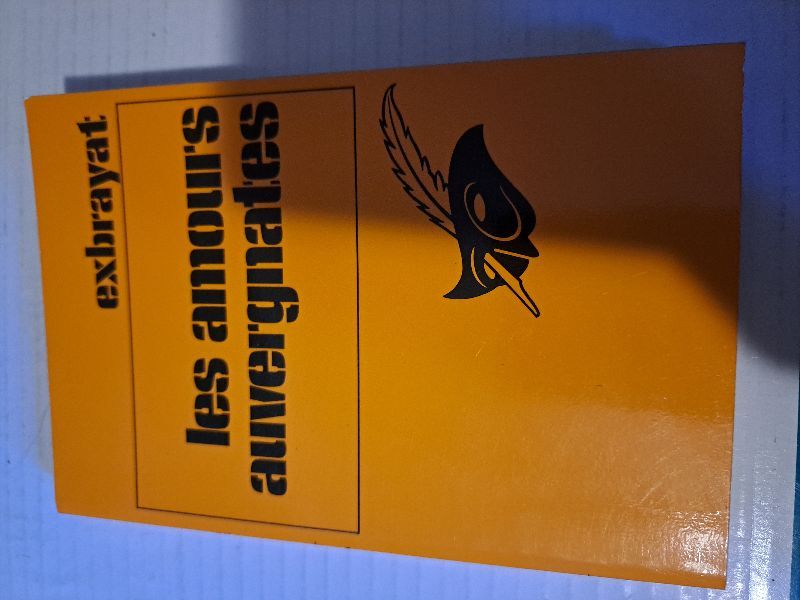 exbrayat
les amours
auvergnates